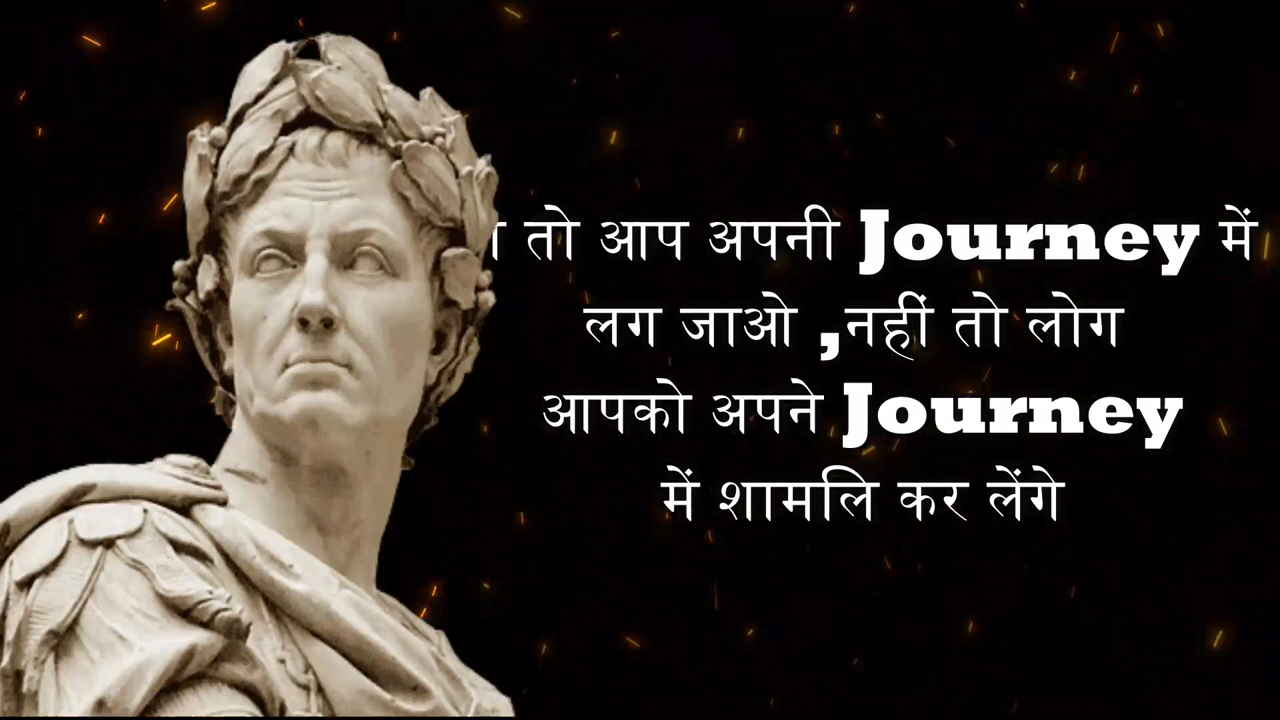 तो आप अपनी Journey में
लग जाओ ,नहीं तो लोग
आपको अपने Journey
में शामलि कर लेंगे